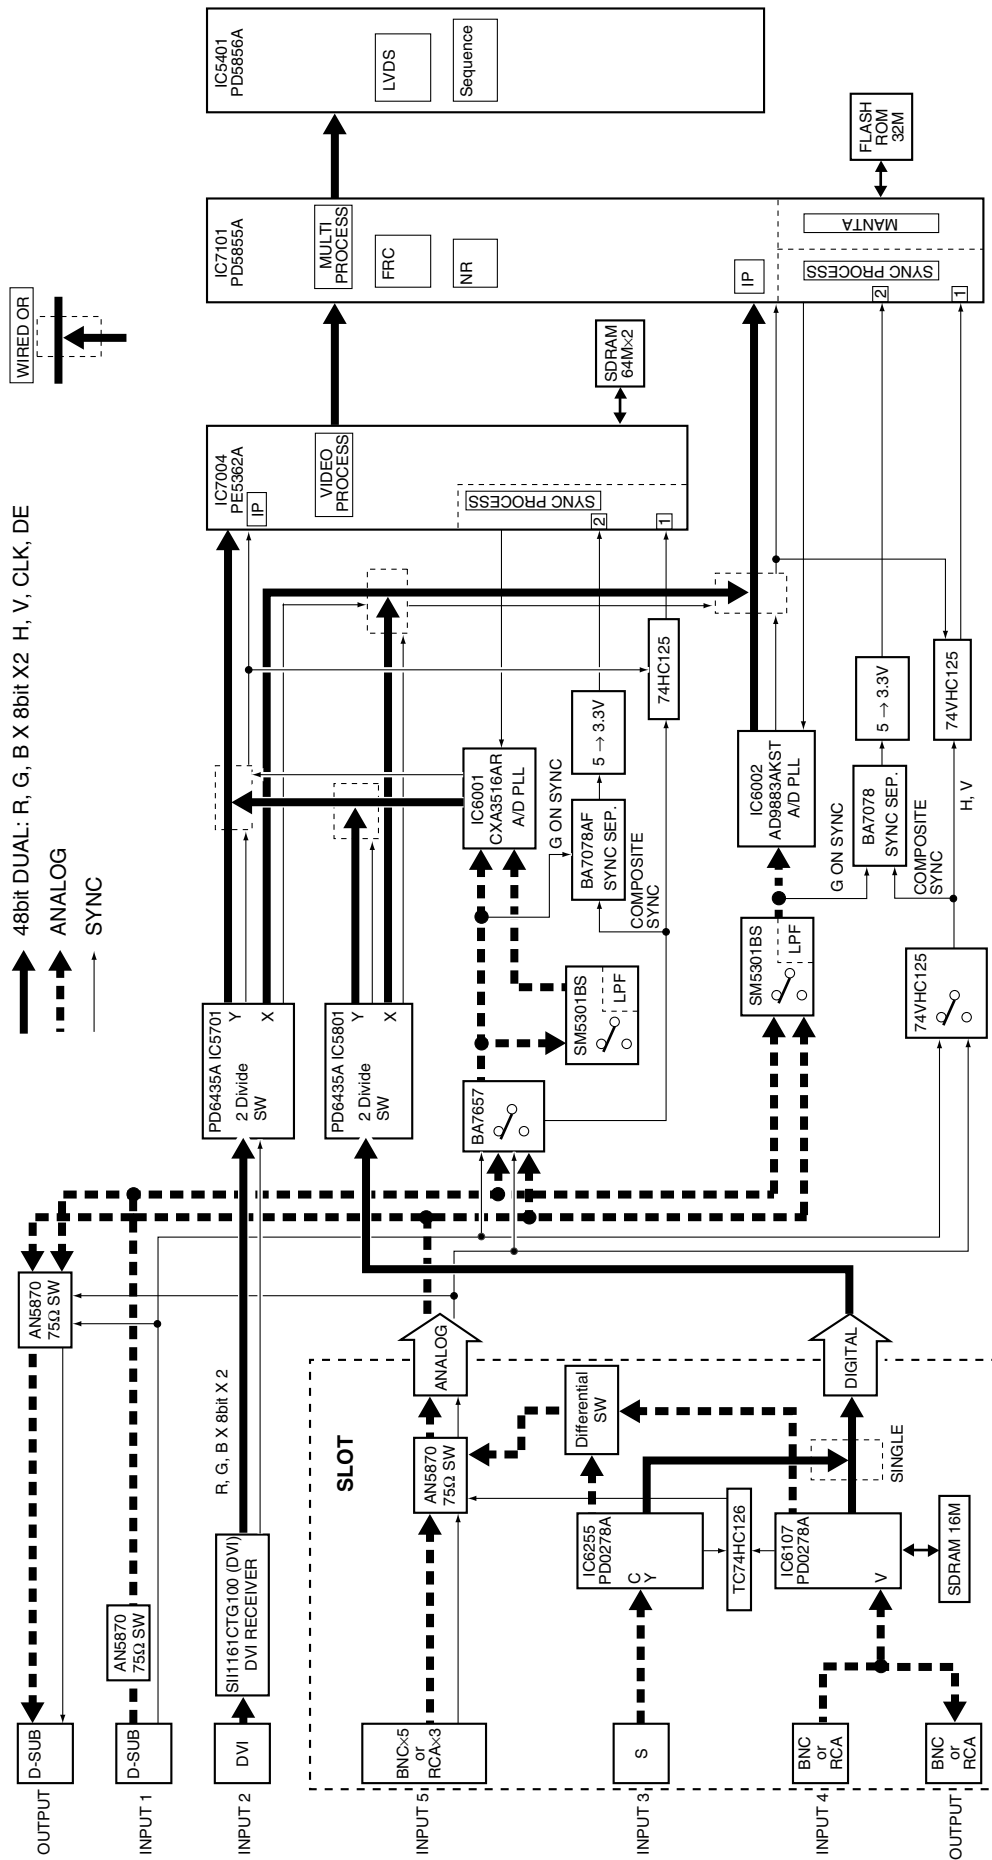 48bit DUAL: R, G, B X 8bit X2  H, V, CLK, DE
ANALOG
SYNC
WIRED OR
OUTPUT
D-SUB
AN5870
75Ω SW
INPUT 1
D-SUB
AN5870
75Ω SW
INPUT 2
DVI
SII1161CTG100 (DVI)
DVI RECEIVER
R, G, B X 8bit X 2
PD6435A IC5701
2 Divide
SW
Y
X
PD6435A IC5801
2 Divide
SW
Y
X
IC7004
PE5362A
IP
VIDEO
PROCESS
SYNC PROCESS
2
1
SDRAM
64M×2
IC7101
PD5855A
MULTI
PROCESS
FRC
NR
IP
SYNC PROCESS
MANTA
2
1
FLASH
ROM
32M
IC5401
PD5856A
LVDS
Sequence
BA7657
SM5301BS
LPF
IC6001
CXA3516AR
A/D PLL
G ON SYNC
BA7078AF
SYNC SEP.
COMPOSITE
SYNC
5 → 3.3V
74HC125
SM5301BS
LPF
IC6002
AD9883AKST
A/D PLL
G ON SYNC
BA7078
SYNC SEP.
COMPOSITE
SYNC
5 → 3.3V
74VHC125
H, V
74VHC125
SLOT
INPUT 5
BNC×5
or
RCA×3
AN5870
75Ω SW
ANALOG
Differential
SW
INPUT 3
S
IC6255
PD0278A
C
Y
TC74HC126
INPUT 4
BNC
or
RCA
IC6107
PD0278A
V
SDRAM 16M
SINGLE
DIGITAL
OUTPUT
BNC
or
RCA